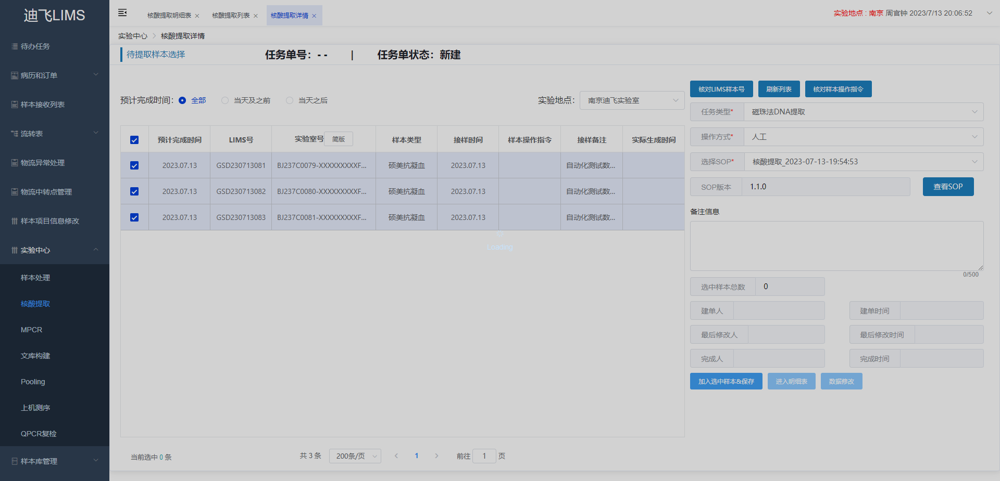 迪飞LIMS
待办任务
病历和订单
样本接收列表
流转表
物流异常处理
物流中转点管理
样本项目信息修改
实验中心
样本处理
核酸提取
MPCR
文库构建
Pooling
上机测序
QPCR复检
样本库管理
核酸提取明细表 核酸提取列表 核酸提取详情
实验地点 : 南京 周官钟 2023/7/13 20:06:52
实验中心 核酸提取详情
待提取样本选择 任务单号：- - | 任务单状态：新建
预计完成时间： 全部 当天及之前 当天之后 实验地点： 南京迪飞实验室
预计完成时间 LIMS号 实验室号 简版 样本类型 接样时间 样本操作指令 接样备注 实际生成时间
2023.07.13 GSD230713081 BJ237C0079-XXXXXXXXXF... 硕美抗凝血 2023.07.13 自动化测试数...
2023.07.13 GSD230713082 BJ237C0080-XXXXXXXXXF... 硕美抗凝血 2023.07.13 自动化测试数...
2023.07.13 GSD230713083 BJ237C0081-XXXXXXXXXF... 硕美抗凝血 2023.07.13 自动化测试数...
Loading
当前选中 0 条 共 3 条 200条/页 1 前往 1 页
核对LIMS样本号 刷新列表 核对样本操作指令
任务类型* 磁珠法DNA提取
操作方式* 人工
选择SOP* 核酸提取_2023-07-13-19:54:53
SOP版本 1.1.0 查看SOP
备注信息
0/500
选中样本总数 0
建单人 建单时间
最后修改人 最后修改时间
完成人 完成时间
加入选中样本&保存 进入明细表 数据修改